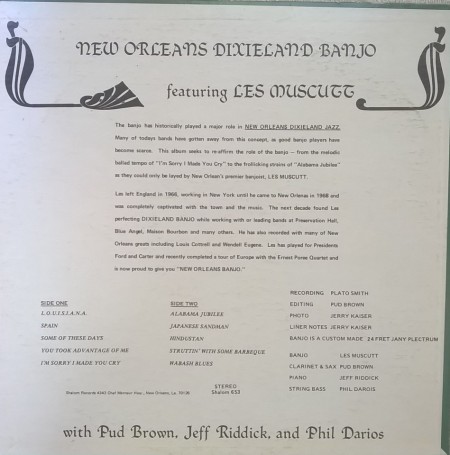 NEW ORLEANS DIXIELAND BANJO
featuring LES MUSCUTT
The banjo has historically played a major role in NEW ORLEANS DIXIELAND JAZZ.
Many of todays bands have gotten away from this concept, as good banjo players have
become scarce. This album seeks to re-affirm the role of the banjo — from the melodic
ballad tempo of "I'm Sorry I Made You Cry" to the frollicking strains of "Alabama Jubilee"
as they could only be layed by New Orlean's premier banjoist, LES MUSCUTT.
Les left England in 1966, working in New York until he came to New Orleans in 1968 and
was completely captivated with the town and the music. The next decade found Les
perfecting DIXIELAND BANJO while working with or leading bands at Preservation Hall,
Blue Angel, Maison Bourbon and many others. He has also recorded with many of New
Orleans greats including Louis Cottrell and Wendell Eugene. Les has played for Presidents
Ford and Carter and recently completed a tour of Europe with the Ernest Poree Quartet and
is now proud to give you "NEW ORLEANS BANJO."
SIDE ONE
L.O.U.I.S.I.A.N.A.
SPAIN
SOME OF THESE DAYS
YOU TOOK ADVANTAGE OF ME
I'M SORRY I MADE YOU CRY
SIDE TWO
ALABAMA JUBILEE
JAPANESE SANDMAN
HINDUSTAN
STRUTTIN' WITH SOME BARBEQUE
WABASH BLUES
RECORDING PLATO SMITH
EDITING PUD BROWN
PHOTO JERRY KAISER
LINER NOTES JERRY KAISER
BANJO IS A CUSTOM MADE 24 FRET JANY PLECTRUM
BANJO LES MUSCUTT
CLARINET & SAX PUD BROWN
PIANO JEFF RIDDICK
STRING BASS PHIL DARDIS
Shalom Records 4240 Chef Menteur Hwy., New Orleans, La. 70126
STEREO
Shalom 653
with Pud Brown, Jeff Riddick, and Phil Darios